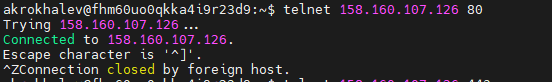 akrokhalev@fhm60uo0qkka4i9r23d9:~$ telnet 158.160.107.126 80
Trying 158.160.107.126...
Connected to 158.160.107.126.
Escape character is '^]'.
^ZConnection closed by foreign host.